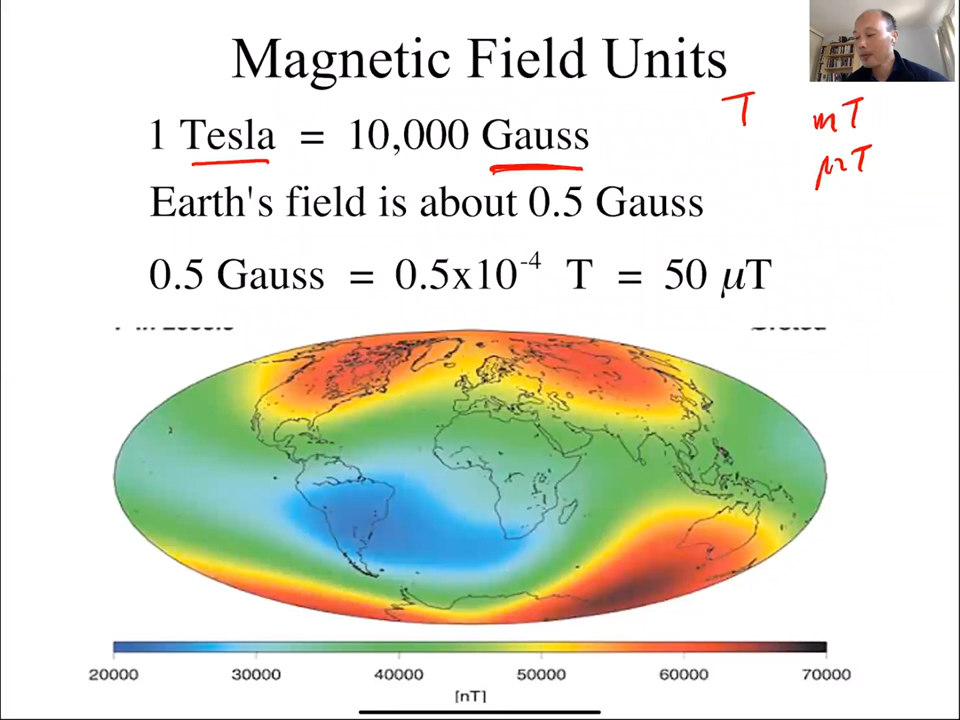 Magnetic Field Units
1 Tesla = 10,000 Gauss
T
mT
μT
Earth's field is about 0.5 Gauss
0.5 Gauss = 0.5x10⁻⁴ T = 50 μT
20000 30000 40000 50000 60000 70000
[nT]